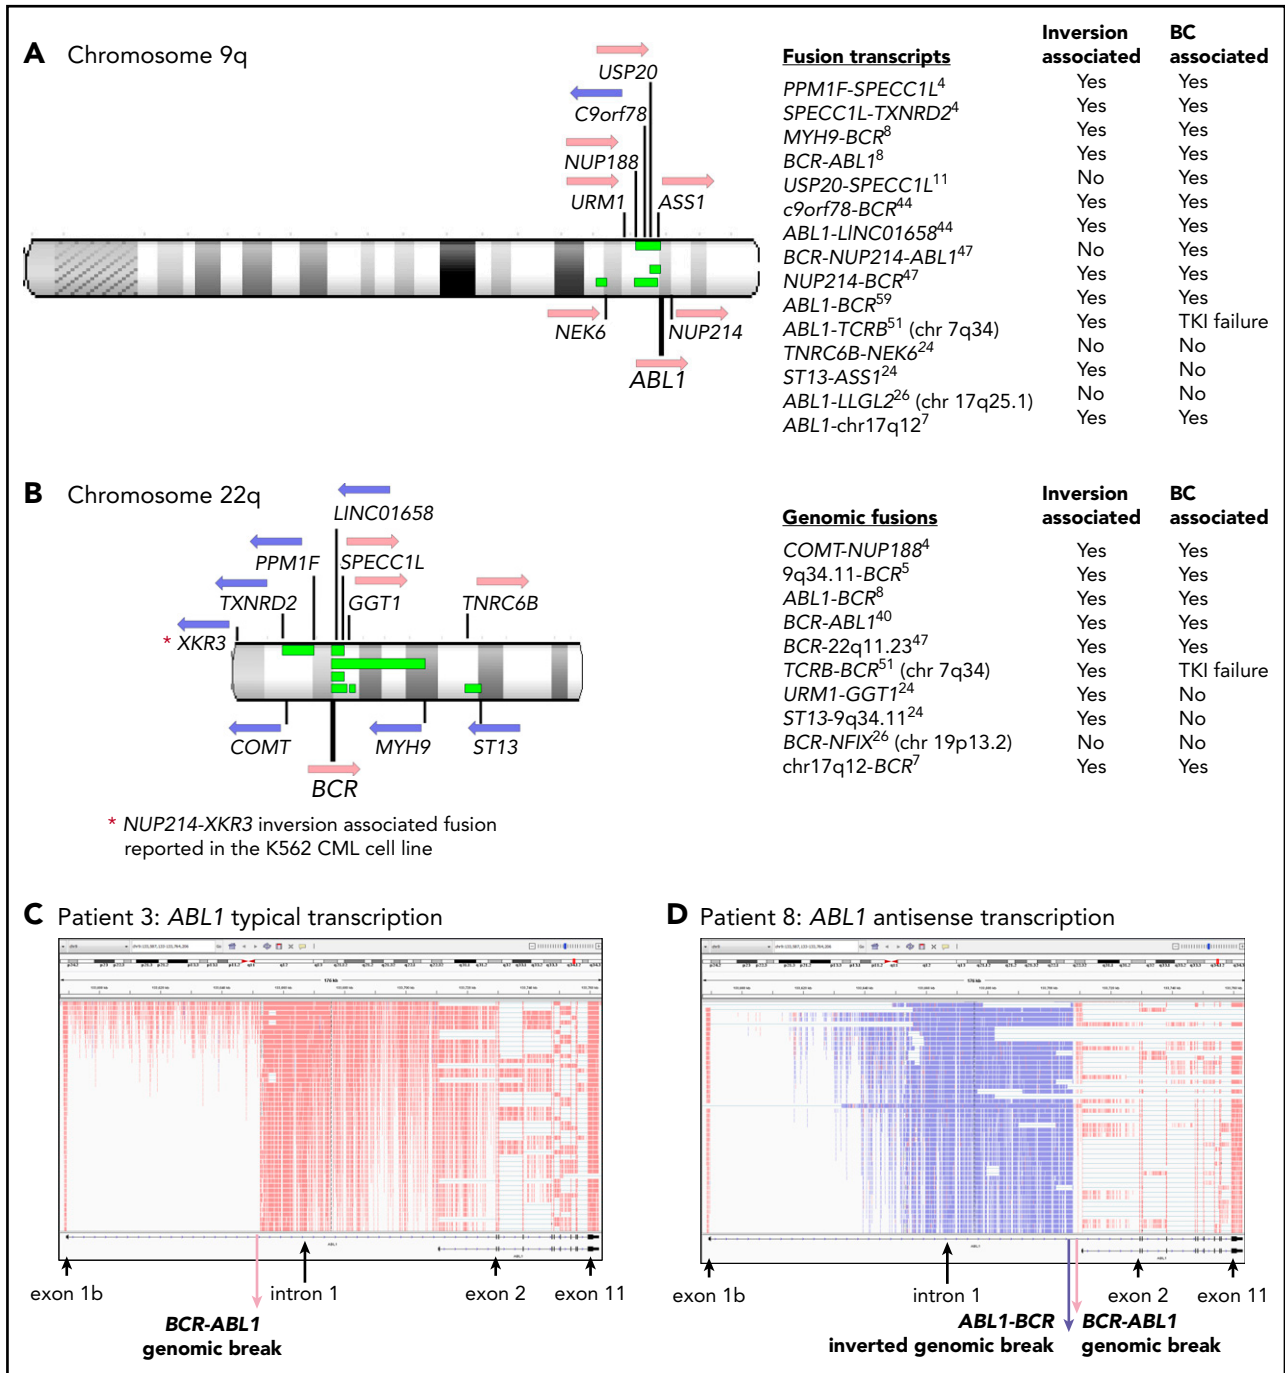 A Chromosome 9q
USP20
C9orf78
NUP188
URM1
ASS1
NEK6
NUP214
ABL1
Fusion transcripts Inversion associated BC associated
PPM1F-SPECC1L4 Yes Yes
SPECC1L-TXNRD24 Yes Yes
MYH9-BCR8 Yes Yes
BCR-ABL18 Yes Yes
USP20-SPECC1L11 No Yes
c9orf78-BCR44 Yes Yes
ABL1-LINC0165844 Yes Yes
BCR-NUP214-ABL147 No Yes
NUP214-BCR47 Yes Yes
ABL1-BCR59 Yes Yes
ABL1-TCRB51 (chr 7q34) Yes TKI failure
TNRC6B-NEK624 No No
ST13-ASS124 Yes No
ABL1-LLGL226 (chr 17q25.1) No No
ABL1-chr17q127 Yes Yes
B Chromosome 22q
LINC01658
PPM1F
SPECC1L
TXNRD2
GGT1
TNRC6B
* XKR3
COMT
MYH9
ST13
BCR
* NUP214-XKR3 inversion associated fusion
reported in the K562 CML cell line
Genomic fusions Inversion associated BC associated
COMT-NUP1884 Yes Yes
9q34.11-BCR5 Yes Yes
ABL1-BCR8 Yes Yes
BCR-ABL140 Yes Yes
BCR-22q11.2347 Yes Yes
TCRB-BCR51 (chr 7q34) Yes TKI failure
URM1-GGT124 Yes No
ST13-9q34.1124 Yes No
BCR-NFIX26 (chr 19p13.2) No No
chr17q12-BCR7 Yes Yes
C Patient 3: ABL1 typical transcription
exon 1b
intron 1
exon 2
exon 11
BCR-ABL1
genomic break
D Patient 8: ABL1 antisense transcription
exon 1b
intron 1
exon 2
exon 11
ABL1-BCR
inverted genomic break
BCR-ABL1
genomic break